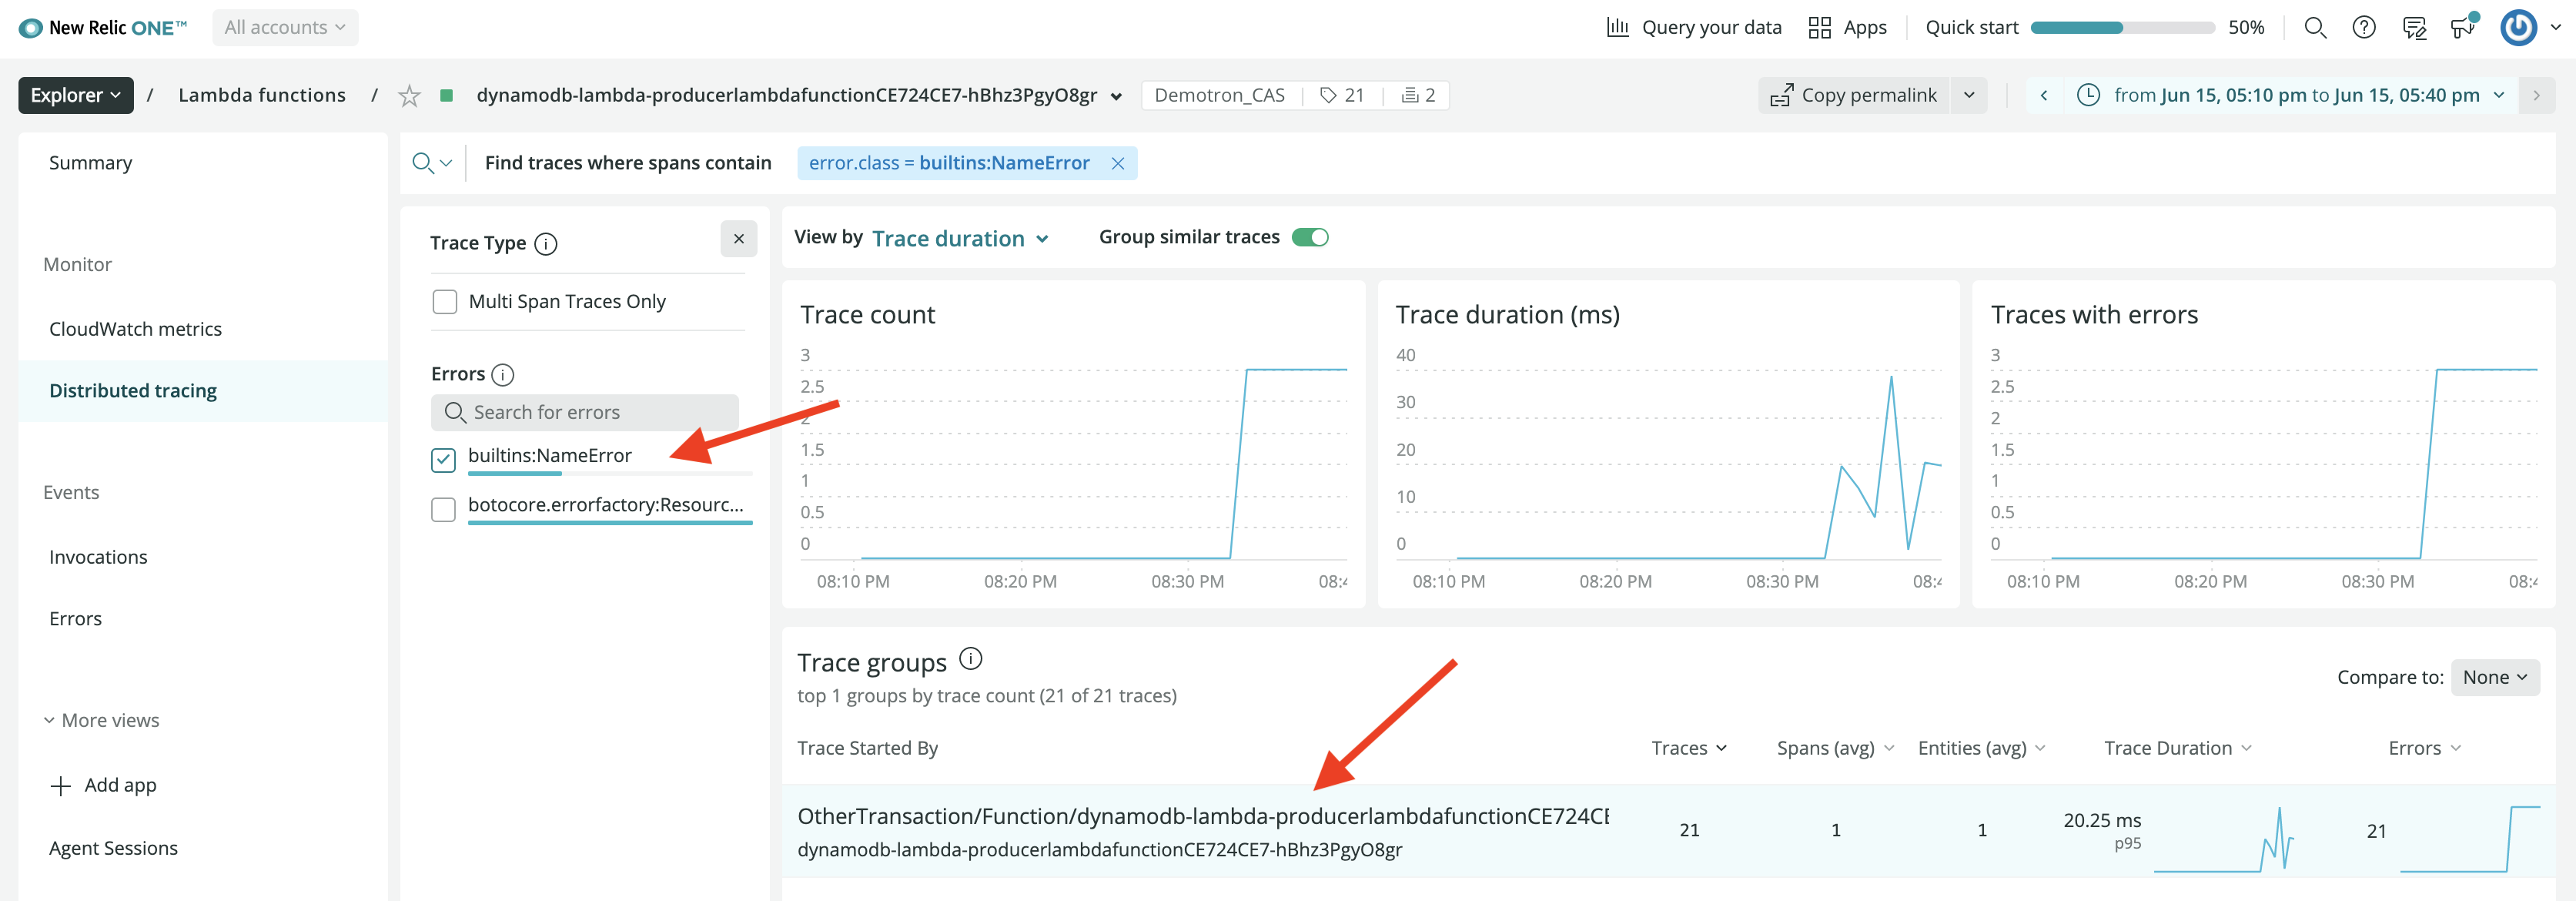 New Relic ONE™ All accounts Query your data Apps Quick start 50%
Explorer / Lambda functions / dynamodb-lambda-producerlambdafunctionCE724CE7-hBhz3PgyO8gr Demotron_CAS 21 2 Copy permalink from Jun 15, 05:10 pm to Jun 15, 05:40 pm
Summary
Monitor
CloudWatch metrics
Distributed tracing
Events
Invocations
Errors
More views
Add app
Agent Sessions
Find traces where spans contain error.class = builtins:NameError
Trace Type
Multi Span Traces Only
Errors
Search for errors
builtins:NameError
botocore.errorfactory:Resourc...
View by Trace duration Group similar traces
Trace count
3
2.5
2
1.5
1
0.5
0
08:10 PM 08:20 PM 08:30 PM 08:4
Trace duration (ms)
40
30
20
10
0
08:10 PM 08:20 PM 08:30 PM 08:4
Traces with errors
3
2.5
2
1.5
1
0.5
0
08:10 PM 08:20 PM 08:30 PM 08:4
Trace groups
top 1 groups by trace count (21 of 21 traces)
Compare to: None
Trace Started By Traces Spans (avg) Entities (avg) Trace Duration Errors
OtherTransaction/Function/dynamodb-lambda-producerlambdafunctionCE724CE
dynamodb-lambda-producerlambdafunctionCE724CE7-hBhz3PgyO8gr
21 1 1 20.25 ms 21
p95